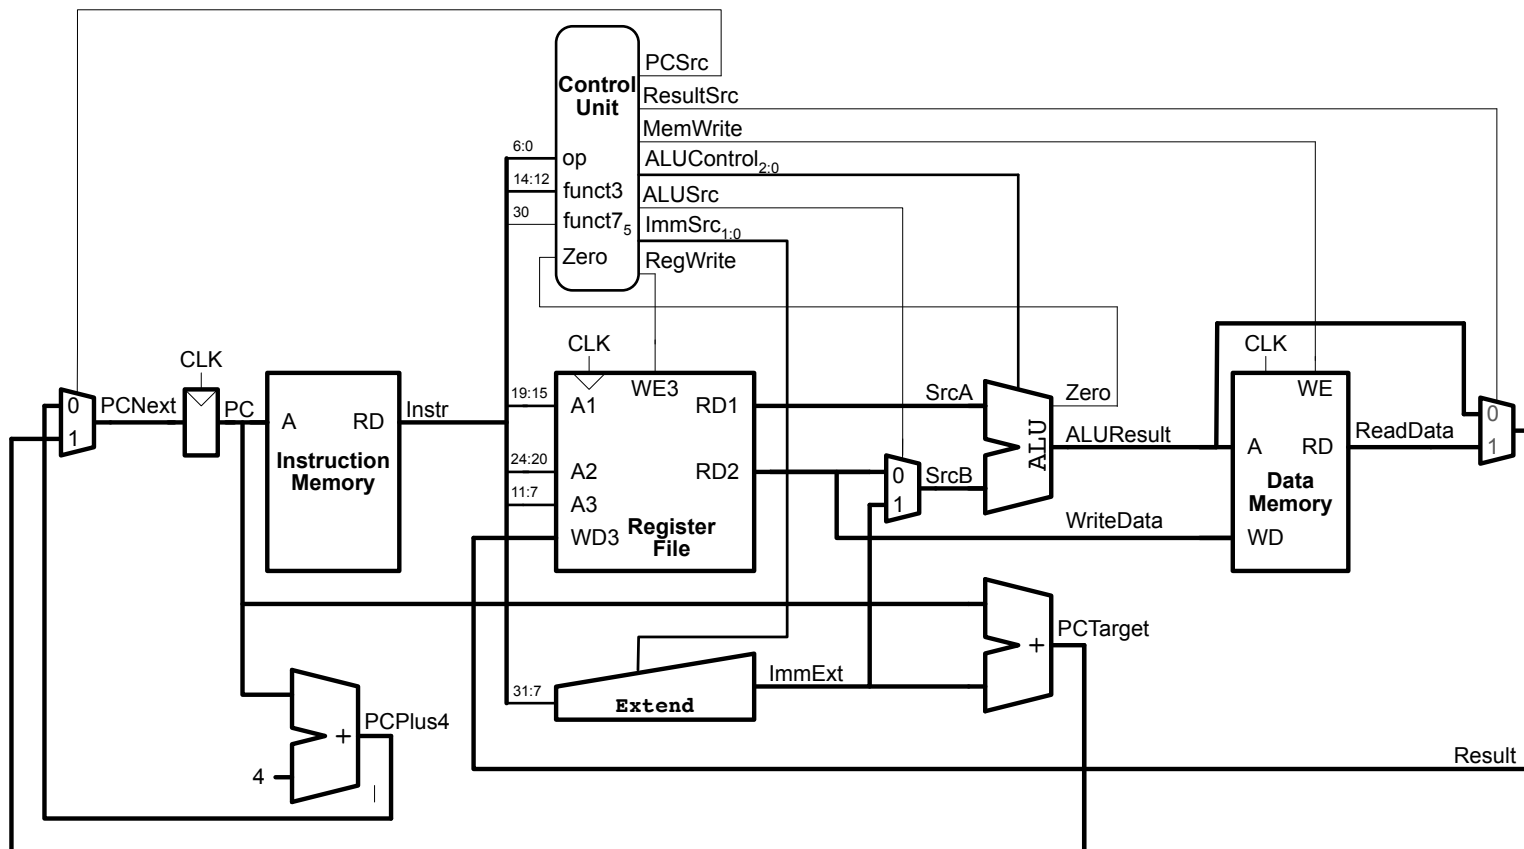 PCSrc
Control
Unit
ResultSrc
MemWrite
6:0
op
ALUControl2:0
14:12
funct3
ALUSrc
30
funct75
ImmSrc1:0
Zero
RegWrite
CLK
CLK
CLK
0
1
PCNext
PC
A
RD
Instr
Instruction
Memory
19:15
A1
WE3
RD1
SrcA
Zero
WE
24:20
A2
RD2
0
1
SrcB
ALU
ALUResult
A
RD
ReadData
0
1
11:7
A3
Data
Memory
WD3
Register
File
WriteData
WD
+
PCTarget
ImmExt
31:7
Extend
+
PCPlus4
4
Result